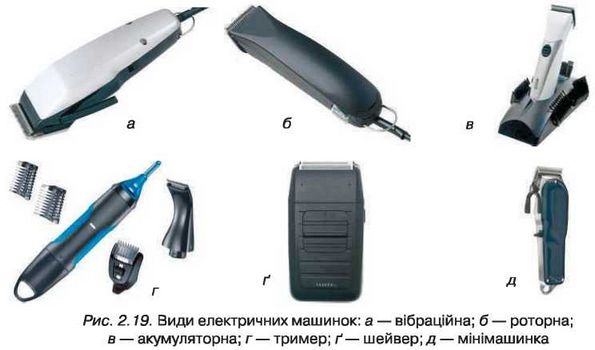 а
б
в
г
ґ
д
Рис. 2.19. Види електричних машинок: а — вібраційна; б — роторна;
в — акумуляторна; г — тример; ґ — шейвер; д — мінімашинка